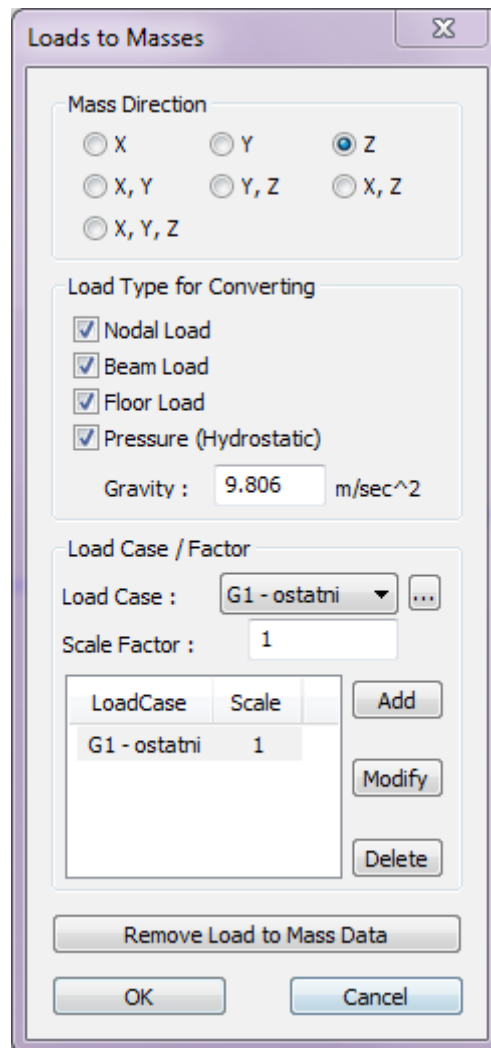 Loads to Masses
Mass Direction
X Y Z
X, Y Y, Z X, Z
X, Y, Z
Load Type for Converting
Nodal Load
Beam Load
Floor Load
Pressure (Hydrostatic)
Gravity : 9.806 m/sec^2
Load Case / Factor
Load Case : G1 - ostatni ...
Scale Factor : 1
LoadCase Scale Add
G1 - ostatni 1
Modify
Delete
Remove Load to Mass Data
OK Cancel